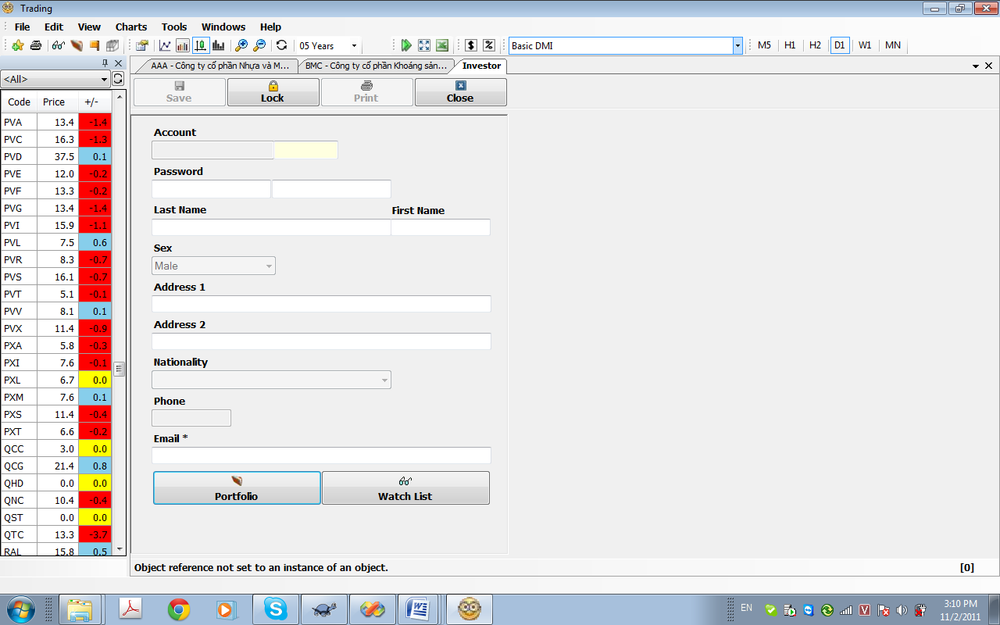 Trading
File Edit View Charts Tools Windows Help
05 Years Basic DMI M5 H1 H2 D1 W1 MN
AAA - Công ty cổ phần Nhựa và M... BMC - Công ty cổ phần Khoáng sản... Investor
<All>
Save Lock Print Close
Code Price +/-
PVA 13.4 -1.4
PVC 16.3 -1.3
PVD 37.5 0.1
PVE 12.0 -0.2
PVF 13.3 -0.2
PVG 13.4 -1.4
PVI 15.9 -1.1
PVL 7.5 0.6
PVR 8.3 -0.7
PVS 16.1 -0.7
PVT 5.1 -0.1
PVV 8.1 0.1
PVX 11.4 -0.9
PXA 5.8 -0.3
PXI 7.6 -0.1
PXL 6.7 0.0
PXM 7.6 0.1
PXS 11.4 -0.4
PXT 6.6 -0.2
QCC 3.0 0.0
QCG 21.4 0.8
QHD 0.0 0.0
QNC 10.4 -0.4
QST 0.0 0.0
QTC 13.3 -3.7
RAL 15.8 0.5
Account
Password
Last Name First Name
Sex
Male
Address 1
Address 2
Nationality
Phone
Email *
Portfolio Watch List
Object reference not set to an instance of an object. [0]
EN 3:10 PM
11/2/2011